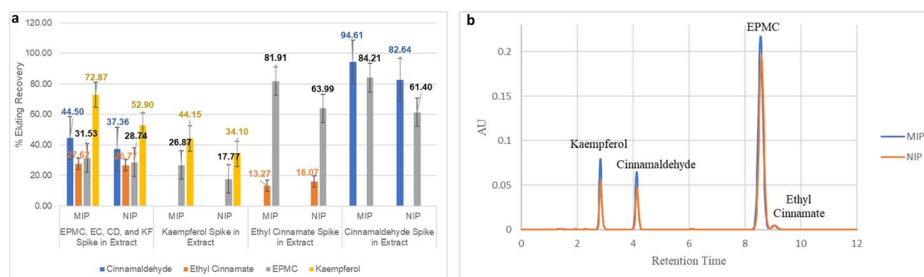 a
120.00
100.00
80.00
60.00
40.00
20.00
0.00
% Eluting Recovery
44.50
27.62
31.53
72.87
37.36
26.77
28.74
52.90
26.87
44.15
17.77
34.10
13.27
81.91
16.07
63.99
94.61
84.21
82.64
61.40
MIP NIP MIP NIP MIP NIP MIP NIP
EPMC, EC, CD, and KF Spike in Extract
Kaempferol Spike in Extract
Ethyl Cinnamate Spike in Extract
Cinnamaldehyde Spike in Extract
Cinnamaldehyde Ethyl Cinnamate EPMC Kaempferol
b
EPMC
0.2
0.15
0.1
0.05
0
AU
Kaempferol
Cinnamaldehyde
Ethyl
Cinnamate
0 2 4 6 8 10 12
Retention Time
MIP
NIP